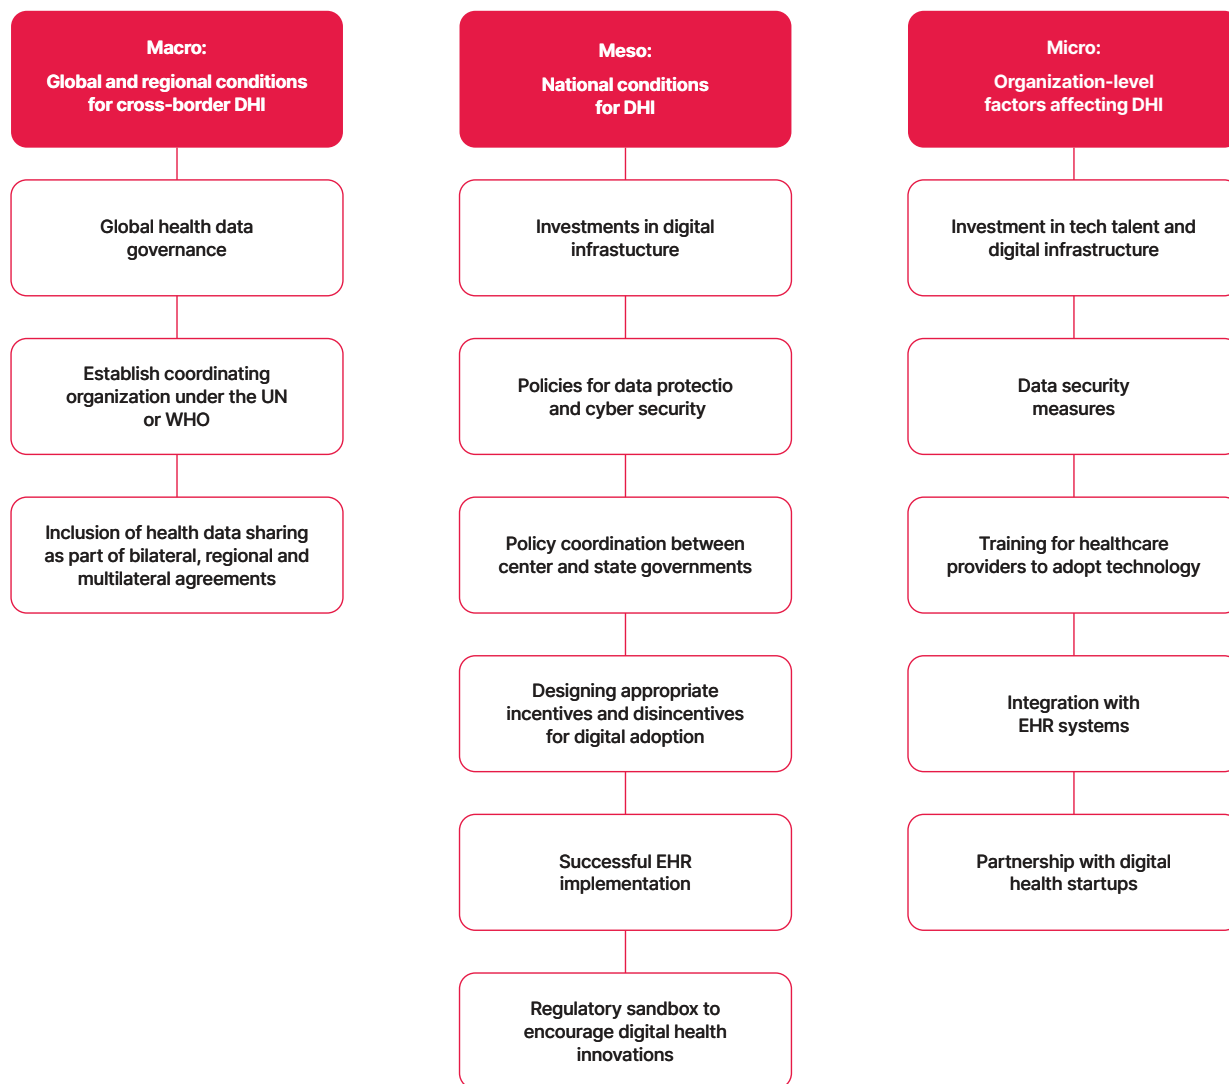 Macro:
Global and regional conditions
for cross-border DHI
Global health data
governance
Establish coordinating
organization under the UN
or WHO
Inclusion of health data sharing
as part of bilateral, regional and
multilateral agreements
Meso:
National conditions
for DHI
Investments in digital
infrastucture
Policies for data protectio
and cyber security
Policy coordination between
center and state governments
Designing appropriate
incentives and disincentives
for digital adoption
Successful EHR
implementation
Regulatory sandbox to
encourage digital health
innovations
Micro:
Organization-level
factors affecting DHI
Investment in tech talent and
digital infrastructure
Data security
measures
Training for healthcare
providers to adopt technology
Integration with
EHR systems
Partnership with digital
health startups